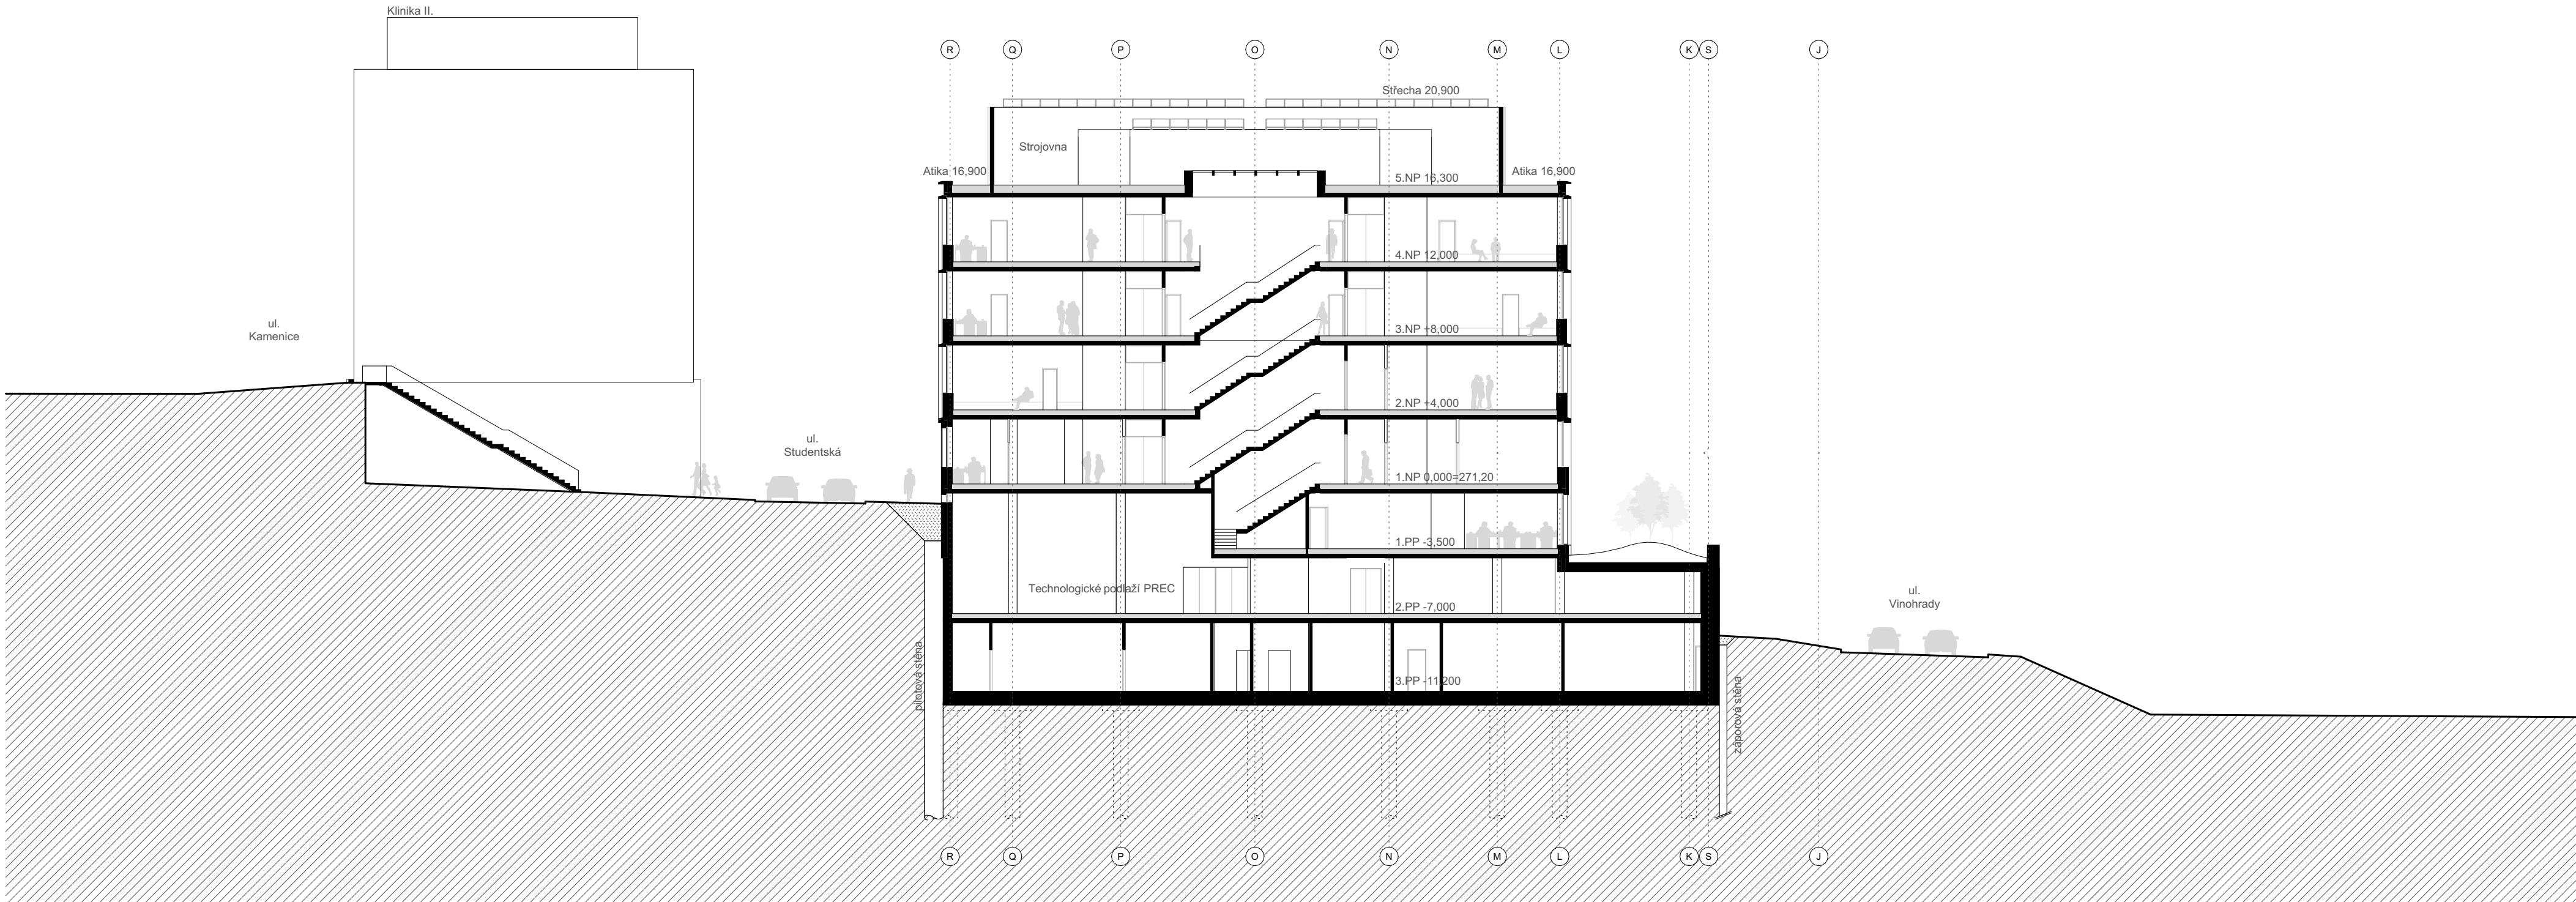 Klinika II.
R Q P O N M L K S J
Střecha 20,900
Strojovna
Atika 16,900
Atika 16,900
5.NP 16,300
4.NP 12,000
ul.
Kamenice
3.NP +8,000
2.NP +4,000
ul.
Studentská
1.NP 0,000=271,20
1.PP -3,500
Technologické podlaží PREC
ul.
Vinohrady
2.PP -7,000
pilotová stěna
3.PP -11,200
záporová stěna
R Q P O N M L K S J